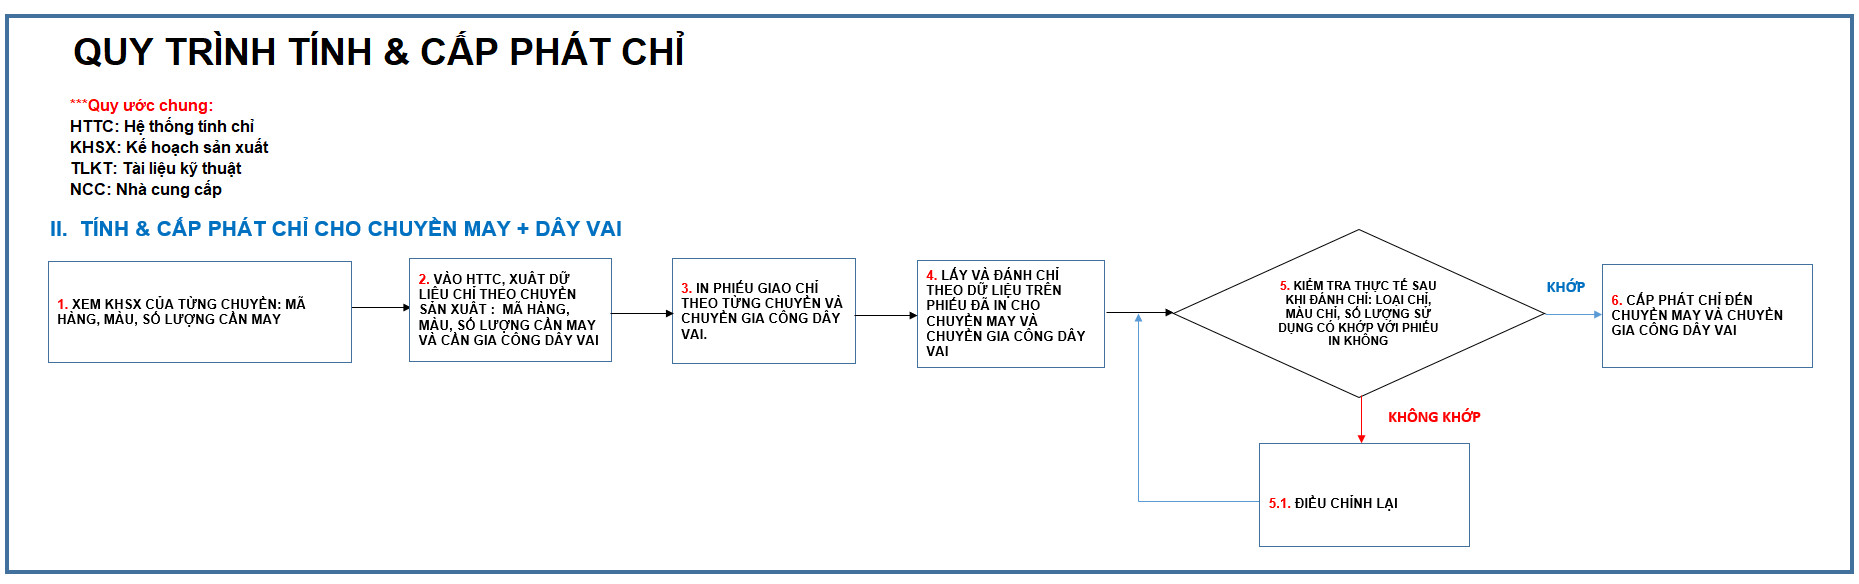 QUY TRÌNH TÍNH & CẤP PHÁT CHỈ
***Quy ước chung:
HTTC: Hệ thống tính chỉ
KHSX: Kế hoạch sản xuất
TLKT: Tài liệu kỹ thuật
NCC: Nhà cung cấp
II. TÍNH & CẤP PHÁT CHỈ CHO CHUYỀN MAY + DÂY VAI
1. XEM KHSX CỦA TỪNG CHUYỀN: MÃ
HÀNG, MÀU, SỐ LƯỢNG CẦN MAY
2. VÀO HTTC, XUẤT DỮ
LIỆU CHỈ THEO CHUYỀN
SẢN XUẤT : MÃ HÀNG,
MÀU, SỐ LƯỢNG CẦN MAY
VÀ CẦN GIA CÔNG DÂY VAI
3. IN PHIẾU GIAO CHỈ
THEO TỪNG CHUYỀN VÀ
CHUYỀN GIA CÔNG DÂY
VAI.
4. LẤY VÀ ĐÁNH CHỈ
THEO DỮ LIỆU TRÊN
PHIẾU ĐÃ IN CHO
CHUYỀN MAY VÀ
CHUYỀN GIA CÔNG DÂY
VAI
5. KIỂM TRA THỰC TẾ SAU
KHI ĐÁNH CHỈ: LOẠI CHỈ,
MÀU CHỈ, SỐ LƯỢNG SỬ
DỤNG CÓ KHỚP VỚI PHIẾU
IN KHÔNG
KHỚP
6. CẤP PHÁT CHỈ ĐẾN
CHUYỀN MAY VÀ CHUYỀN
GIA CÔNG DÂY VAI
KHÔNG KHỚP
5.1. ĐIỀU CHỈNH LẠI